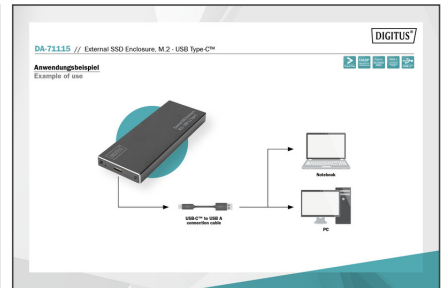 DIGITUS®
DA-71115 // External SSD Enclosure, M.2 - USB Type-C™
Anwendungsbeispiel
Example of use
DIGITUS
Notebook
USB-C™ to USB A
connection cable
PC